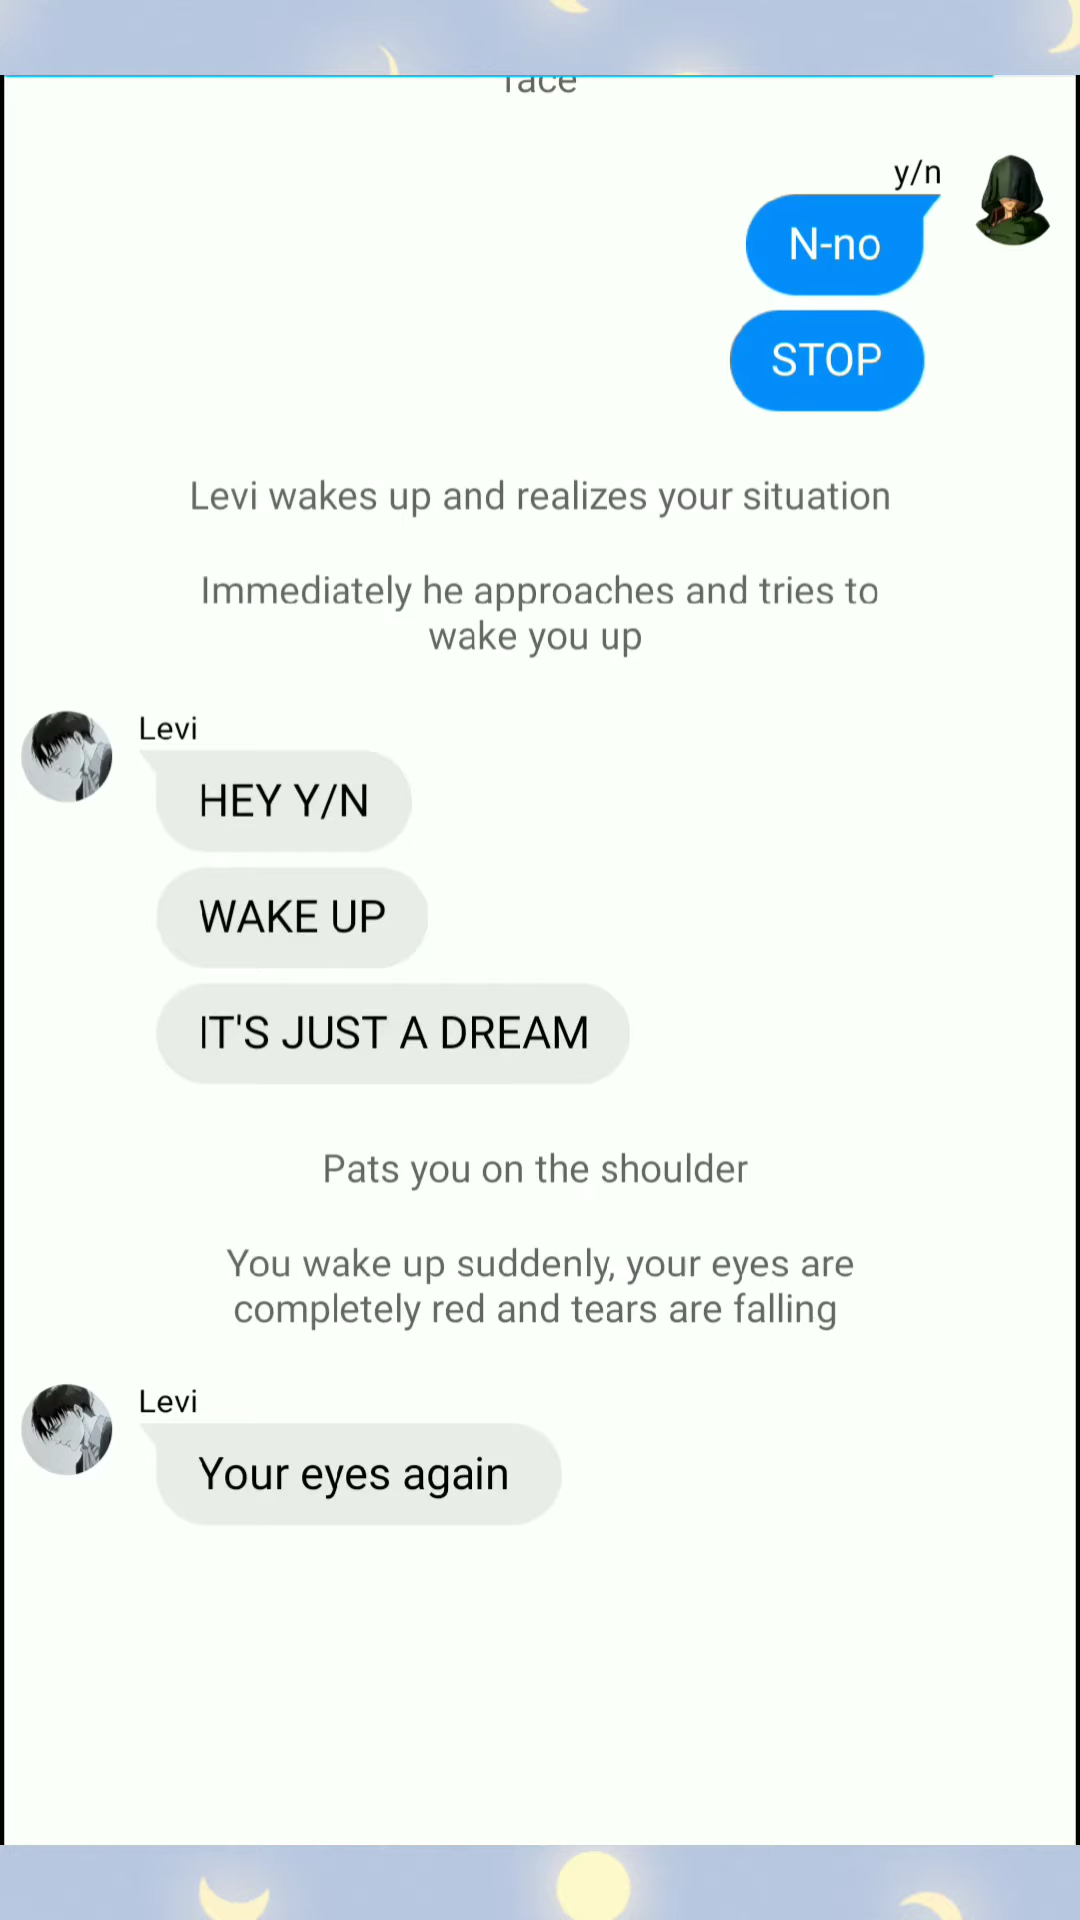 face
y/n
N-no
STOP
Levi wakes up and realizes your situation
Immediately he approaches and tries to
wake you up
Levi
HEY Y/N
WAKE UP
IT'S JUST A DREAM
Pats you on the shoulder
You wake up suddenly, your eyes are
completely red and tears are falling
Levi
Your eyes again